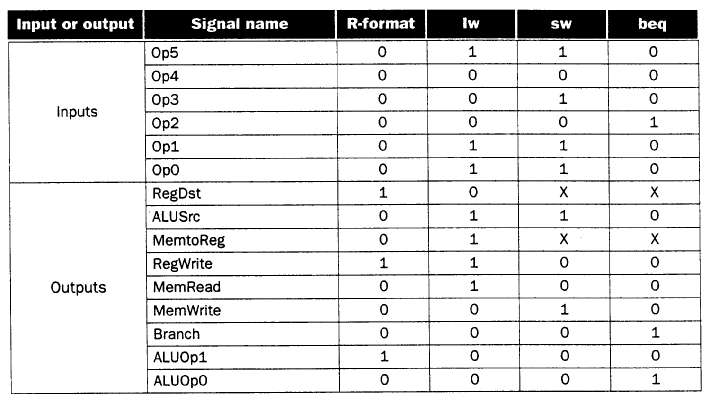 Input or output Signal name R-format lw sw beq
Op5 0 1 1 0
Op4 0 0 0 0
Op3 0 0 1 0
Inputs
Op2 0 0 0 1
Op1 0 1 1 0
Op0 0 1 1 0
RegDst 1 0 X X
ALUSrc 0 1 1 0
MemtoReg 0 1 X X
RegWrite 1 1 0 0
Outputs
MemRead 0 1 0 0
MemWrite 0 0 1 0
Branch 0 0 0 1
ALUOp1 1 0 0 0
ALUOp0 0 0 0 1